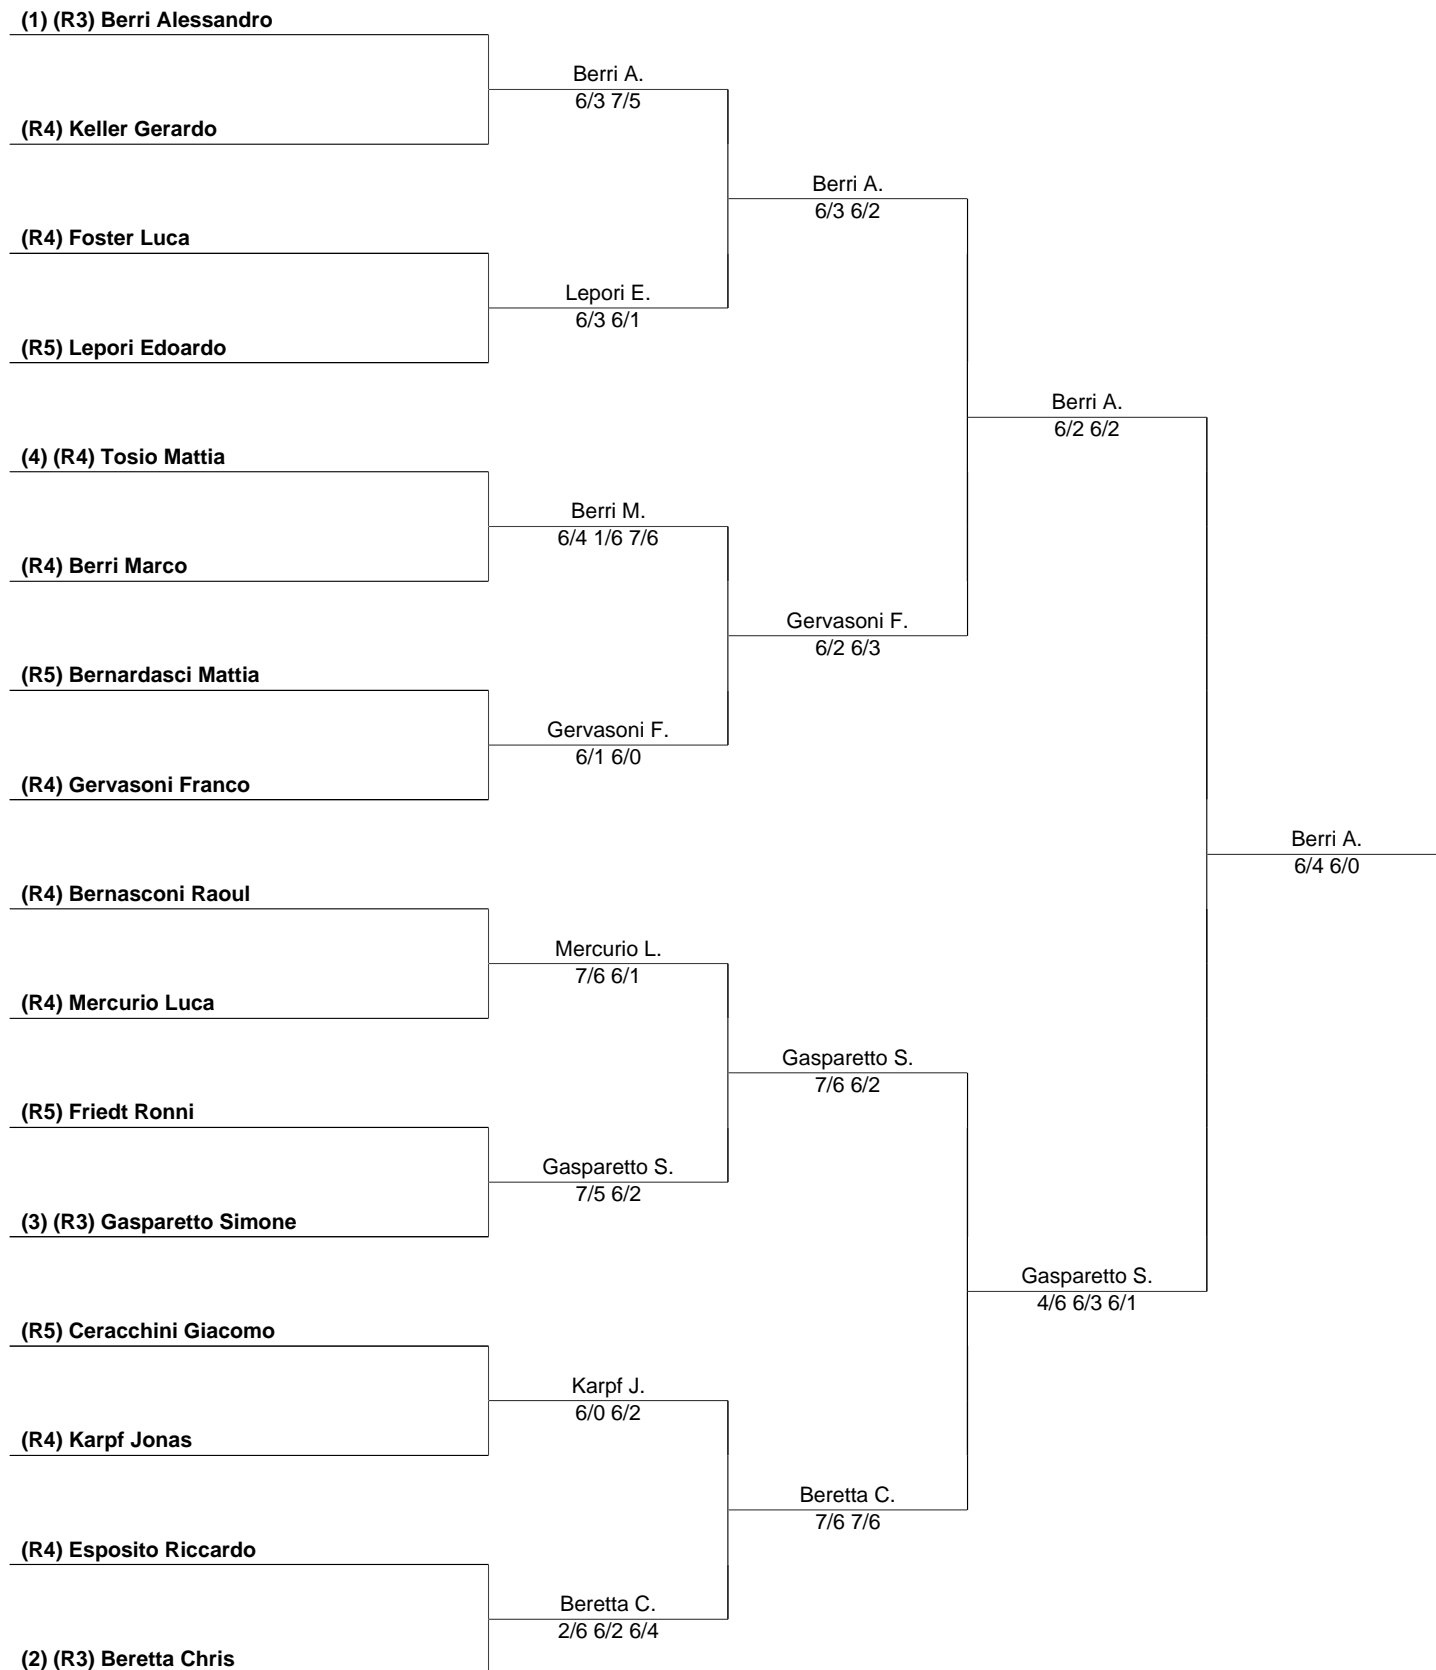 (1) (R3) Berri Alessandro
Berri A.
6/3 7/5
(R4) Keller Gerardo
Berri A.
6/3 6/2
(R4) Foster Luca
Lepori E.
6/3 6/1
(R5) Lepori Edoardo
Berri A.
6/2 6/2
(4) (R4) Tosio Mattia
Berri M.
6/4 1/6 7/6
(R4) Berri Marco
Gervasoni F.
6/2 6/3
(R5) Bernardasci Mattia
Gervasoni F.
6/1 6/0
(R4) Gervasoni Franco
Berri A.
6/4 6/0
(R4) Bernasconi Raoul
Mercurio L.
7/6 6/1
(R4) Mercurio Luca
Gasparetto S.
7/6 6/2
(R5) Friedt Ronni
Gasparetto S.
7/5 6/2
(3) (R3) Gasparetto Simone
Gasparetto S.
4/6 6/3 6/1
(R5) Ceracchini Giacomo
Karpf J.
6/0 6/2
(R4) Karpf Jonas
Beretta C.
7/6 7/6
(R4) Esposito Riccardo
Beretta C.
2/6 6/2 6/4
(2) (R3) Beretta Chris